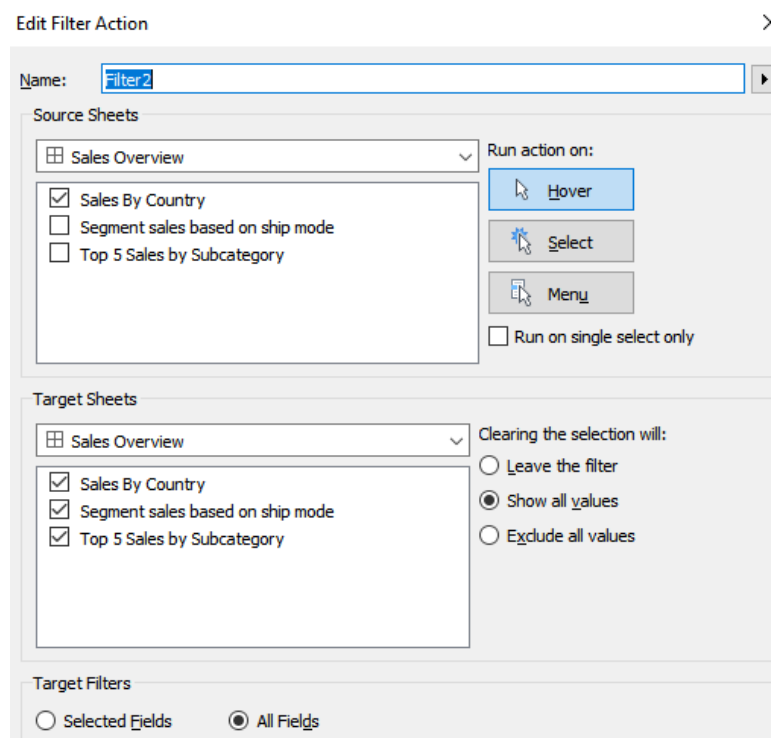 Edit Filter Action
Name: Filter2
Source Sheets
Sales Overview
Run action on:
Sales By Country
Segment sales based on ship mode
Top 5 Sales by Subcategory
Hover
Select
Menu
Run on single select only
Target Sheets
Sales Overview
Clearing the selection will:
Sales By Country
Segment sales based on ship mode
Top 5 Sales by Subcategory
Leave the filter
Show all values
Exclude all values
Target Filters
Selected Fields All Fields